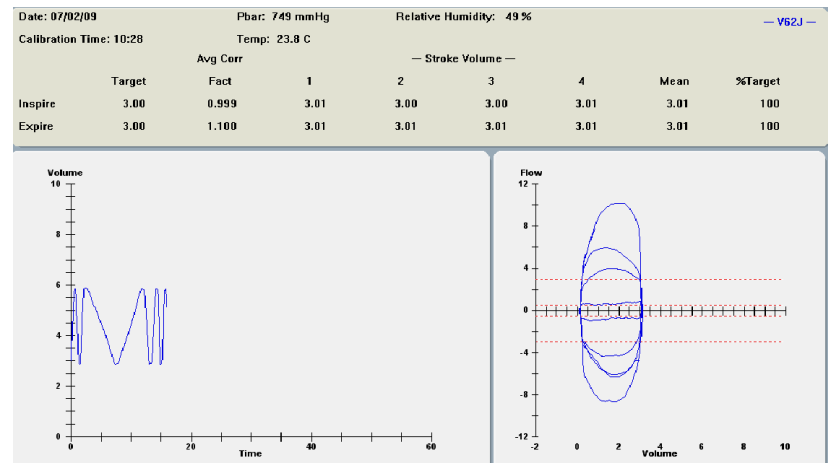 Date: 07/02/09 Pbar: 749 mmHg Relative Humidity: 49 % — V62J —
Calibration Time: 10:28 Temp: 23.8 C
Avg Corr — Stroke Volume —
Target Fact 1 2 3 4 Mean %Target
Inspire 3.00 0.999 3.01 3.00 3.00 3.01 3.01 100
Expire 3.00 1.100 3.01 3.01 3.01 3.01 3.01 100
Volume
10
8
6
4
2
0
0 20 40 60
Time
Flow
12
8
4
0
-4
-8
-12
-2 0 2 4 6 8 10
Volume